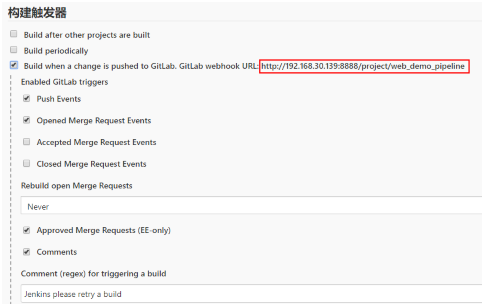 构建触发器
Build after other projects are built
Build periodically
Build when a change is pushed to GitLab. GitLab webhook URL: http://192.168.30.139:8888/project/web_demo_pipeline
Enabled GitLab triggers
Push Events
Opened Merge Request Events
Accepted Merge Request Events
Closed Merge Request Events
Rebuild open Merge Requests
Never
Approved Merge Requests (EE-only)
Comments
Comment (regex) for triggering a build
Jenkins please retry a build